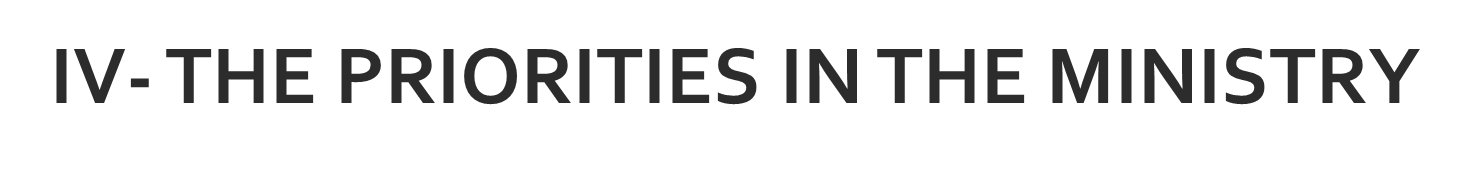 IV- THE PRIORITIES IN THE MINISTRY